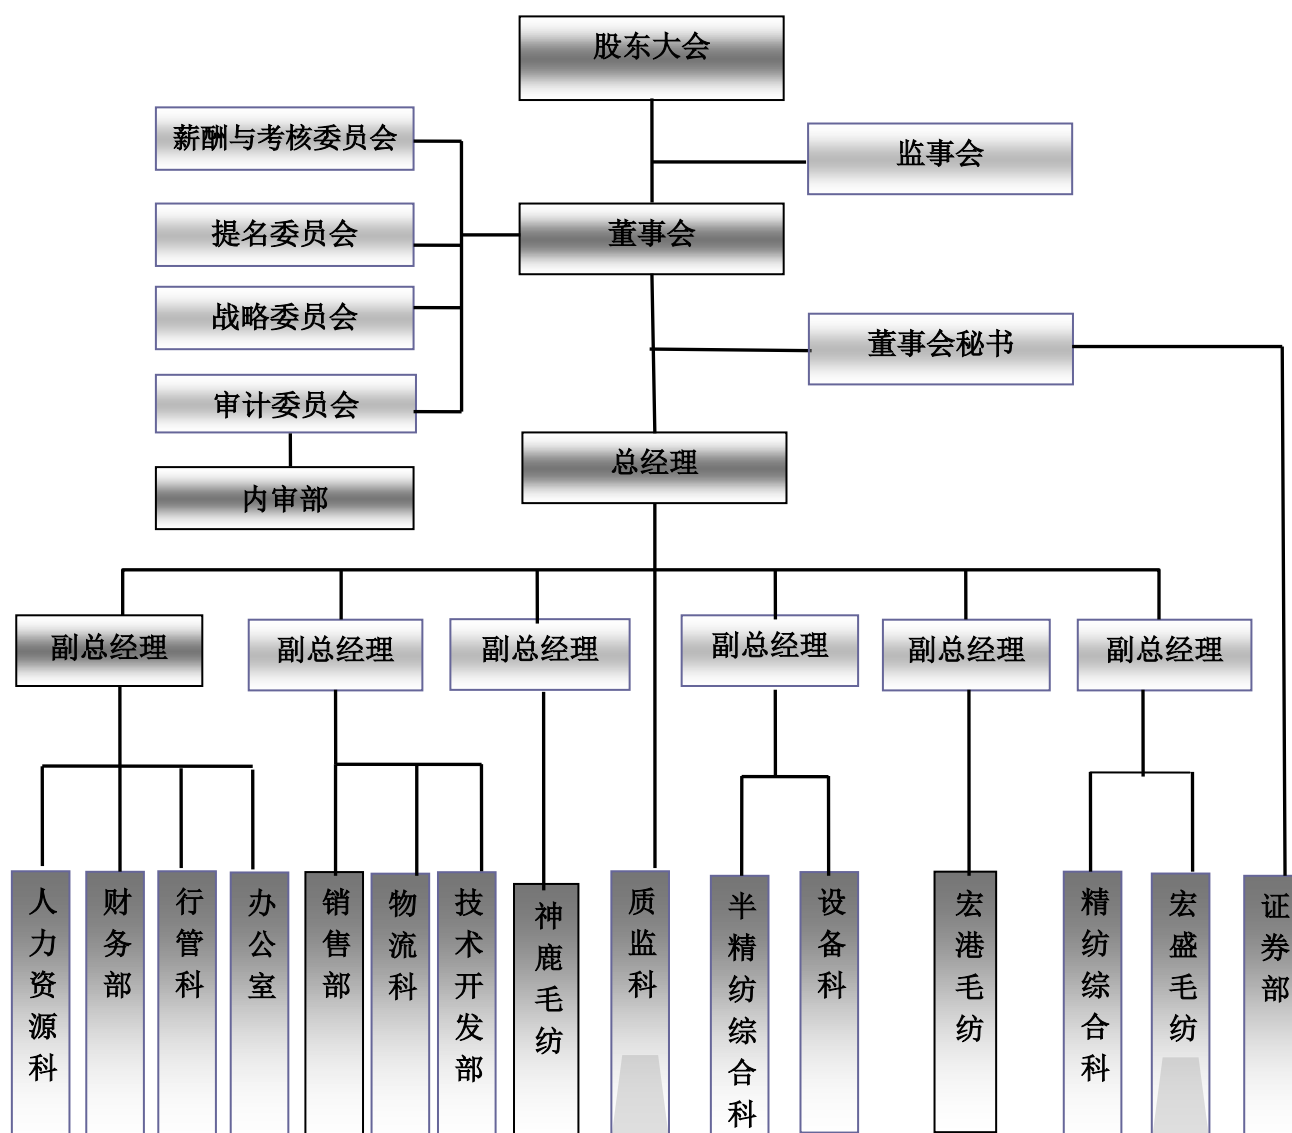 股东大会
薪酬与考核委员会
监事会
提名委员会
董事会
战略委员会
董事会秘书
审计委员会
总经理
内审部
副总经理
副总经理
副总经理
副总经理
副总经理
副总经理
人力资源科
财务部
行管科
办公室
销售部
物流科
技术开发部
神鹿毛纺
质监科
半精纺综合科
设备科
宏港毛纺
精纺综合科
宏盛毛纺
证券部